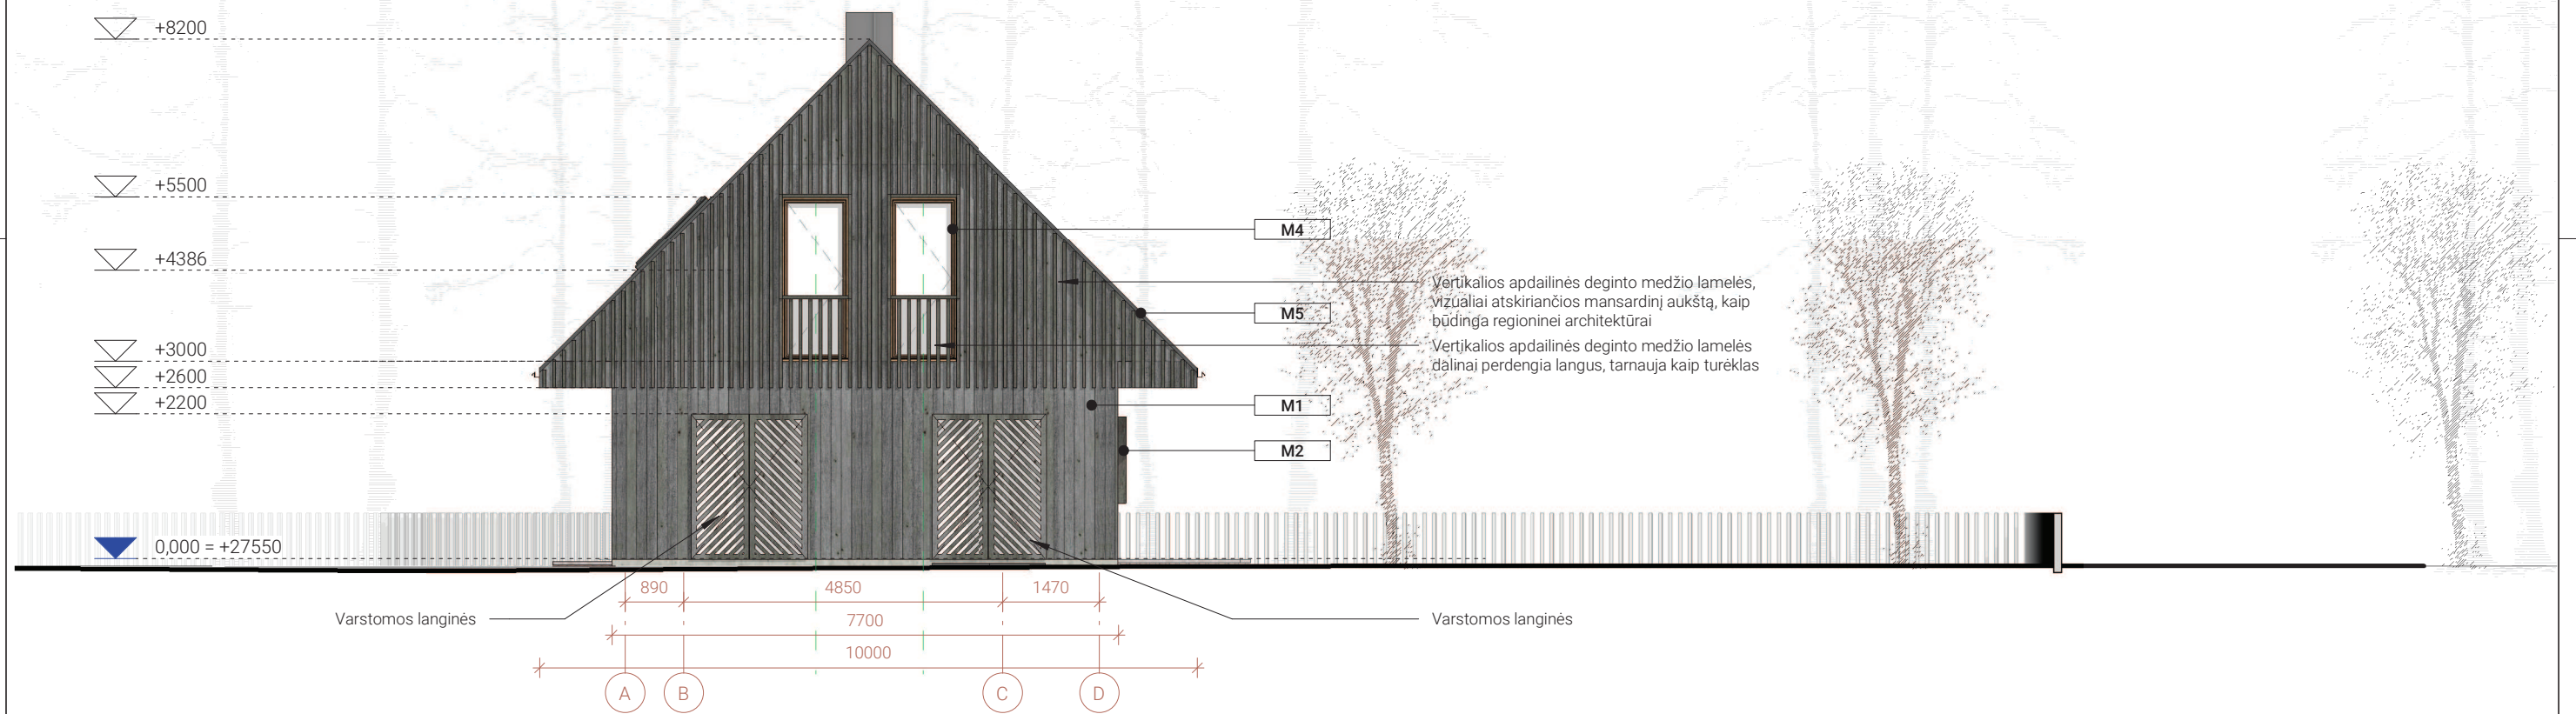 +8200
+5500
+4386
+3000
+2600
+2200
0,000 = +27550
M4
M5
M1
M2
Vertikalios apdailinės deginto medžio lamelės,
vizualiai atskiriančios mansardinį aukštą, kaip
būdinga regioninei architektūrai
Vertikalios apdailinės deginto medžio lamelės
dalinai perdengia langus, tarnauja kaip turėklas
Varstomos langinės
Varstomos langinės
890
4850
1470
7700
10000
A
B
C
D